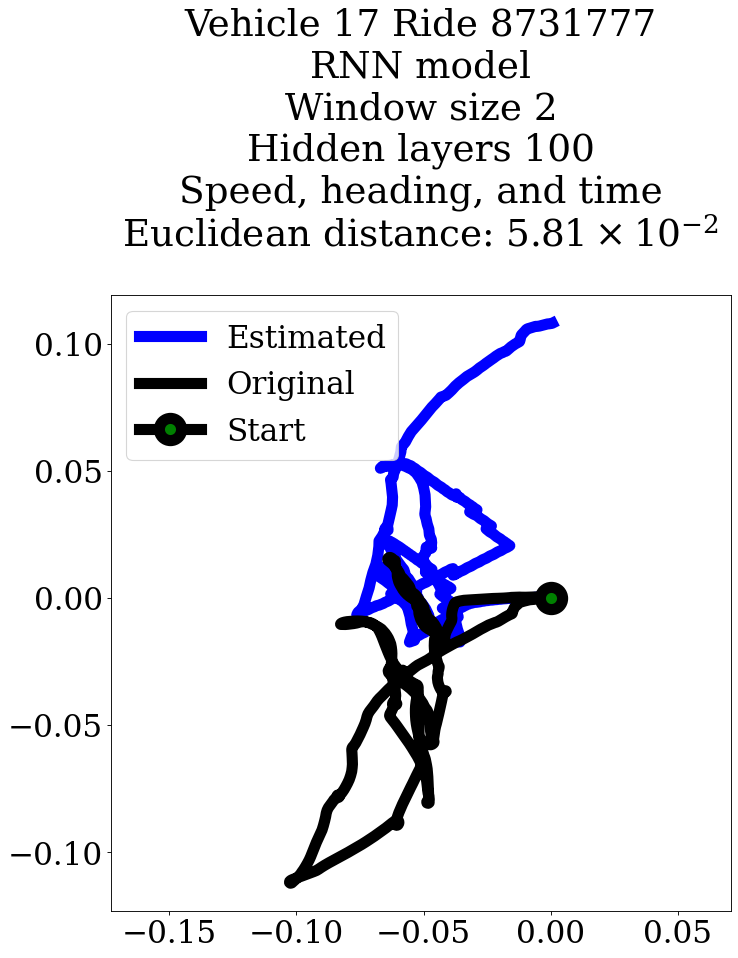 Vehicle 17 Ride 8731777
RNN model
Window size 2
Hidden layers 100
Speed, heading, and time
Euclidean distance: 5.81 × 10⁻²
Estimated
Original
Start
0.10
0.05
0.00
−0.05
−0.10
−0.15 −0.10 −0.05 0.00 0.05